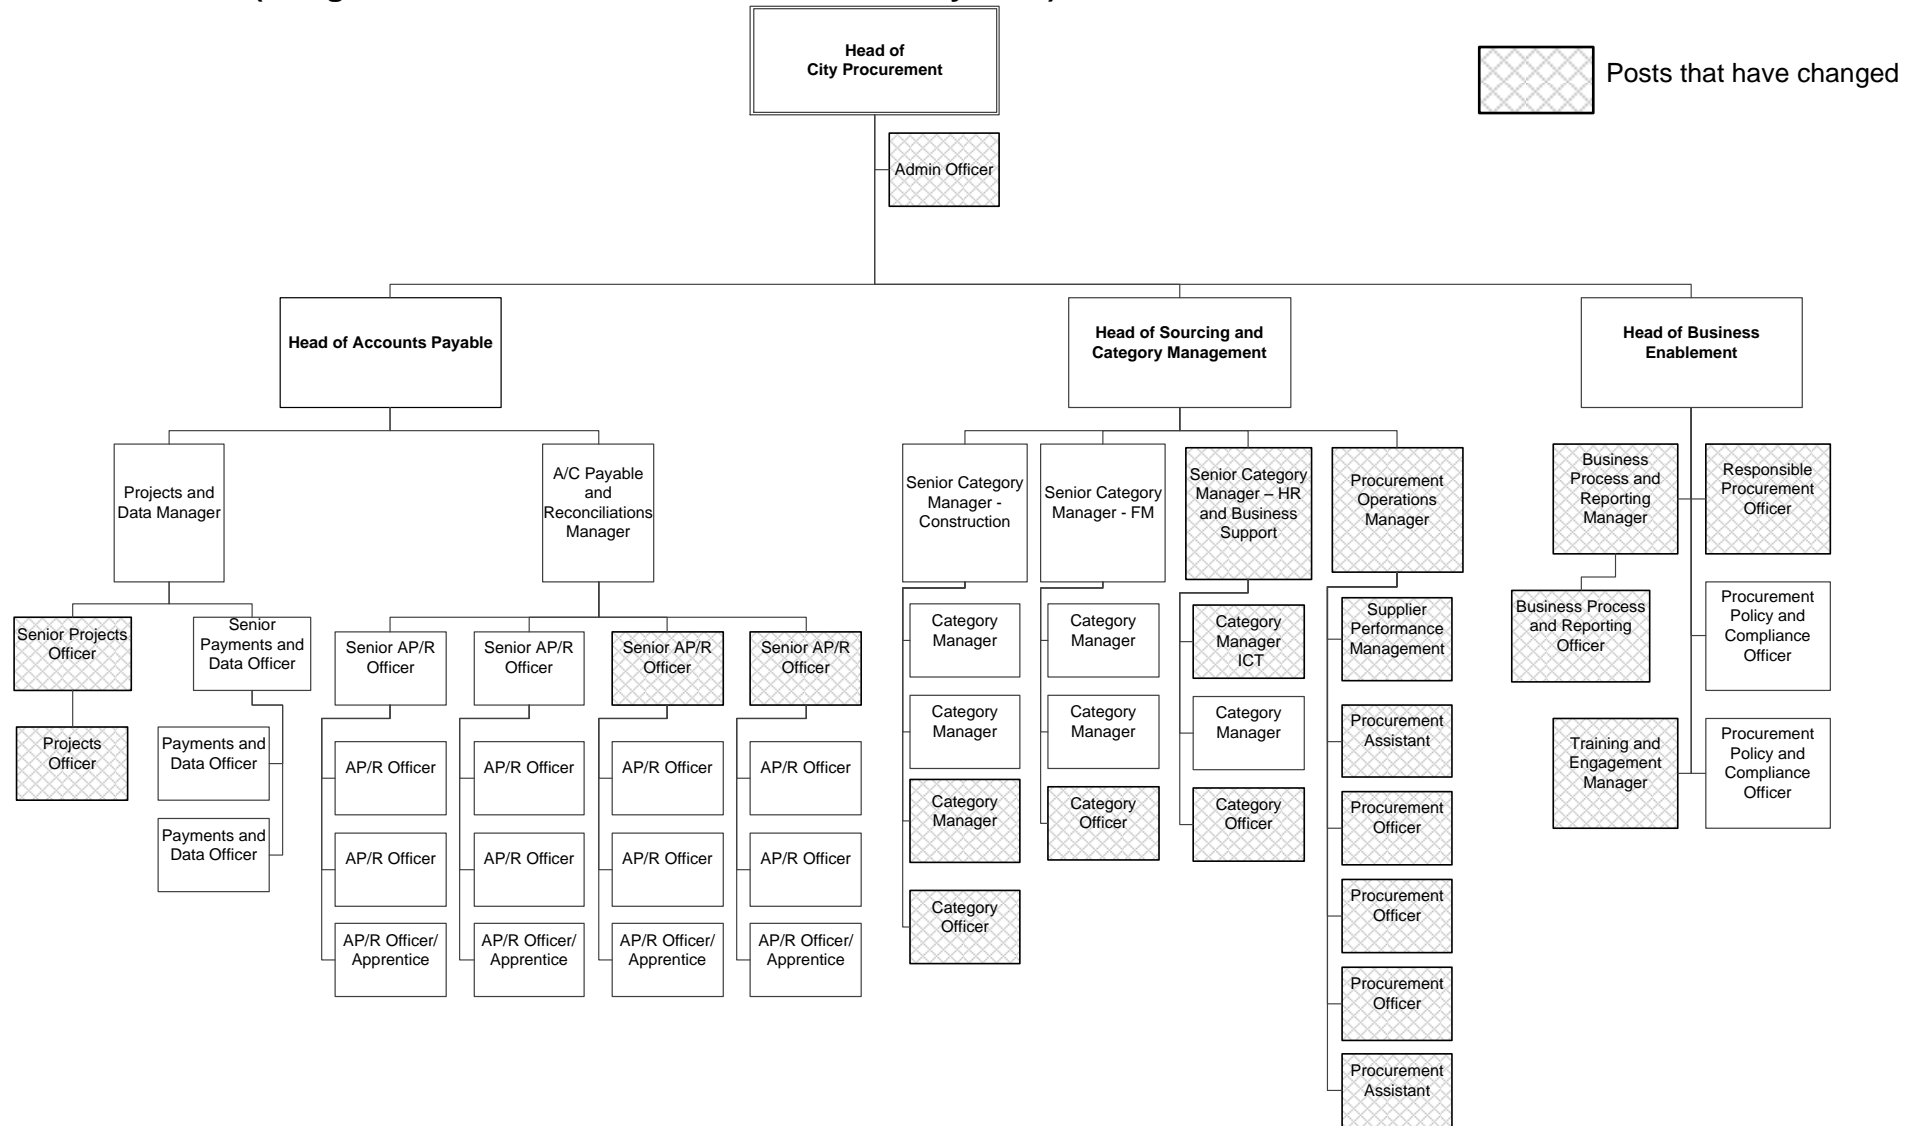 Head of
City Procurement
Posts that have changed
Admin Officer
Head of Accounts Payable
Head of Sourcing and
Category Management
Head of Business
Enablement
Projects and
Data Manager
A/C Payable
and
Reconciliations
Manager
Senior Category
Manager -
Construction
Senior Category
Manager - FM
Senior Category
Manager – HR
and Business
Support
Procurement
Operations
Manager
Business
Process and
Reporting
Manager
Responsible
Procurement
Officer
Senior Projects
Officer
Senior
Payments and
Data Officer
Projects
Officer
Payments and
Data Officer
Payments and
Data Officer
Senior AP/R
Officer
Senior AP/R
Officer
Senior AP/R
Officer
Senior AP/R
Officer
AP/R Officer
AP/R Officer
AP/R Officer
AP/R Officer
AP/R Officer
AP/R Officer
AP/R Officer
AP/R Officer
AP/R Officer/
Apprentice
AP/R Officer/
Apprentice
AP/R Officer/
Apprentice
AP/R Officer/
Apprentice
Category
Manager
Category
Manager
Category
Manager
Category
Officer
Category
Manager
Category
Manager
Category
Officer
Category
Manager
ICT
Category
Manager
Category
Officer
Supplier
Performance
Management
Procurement
Assistant
Procurement
Officer
Procurement
Officer
Procurement
Officer
Procurement
Assistant
Business Process
and Reporting
Officer
Procurement
Policy and
Compliance
Officer
Training and
Engagement
Manager
Procurement
Policy and
Compliance
Officer